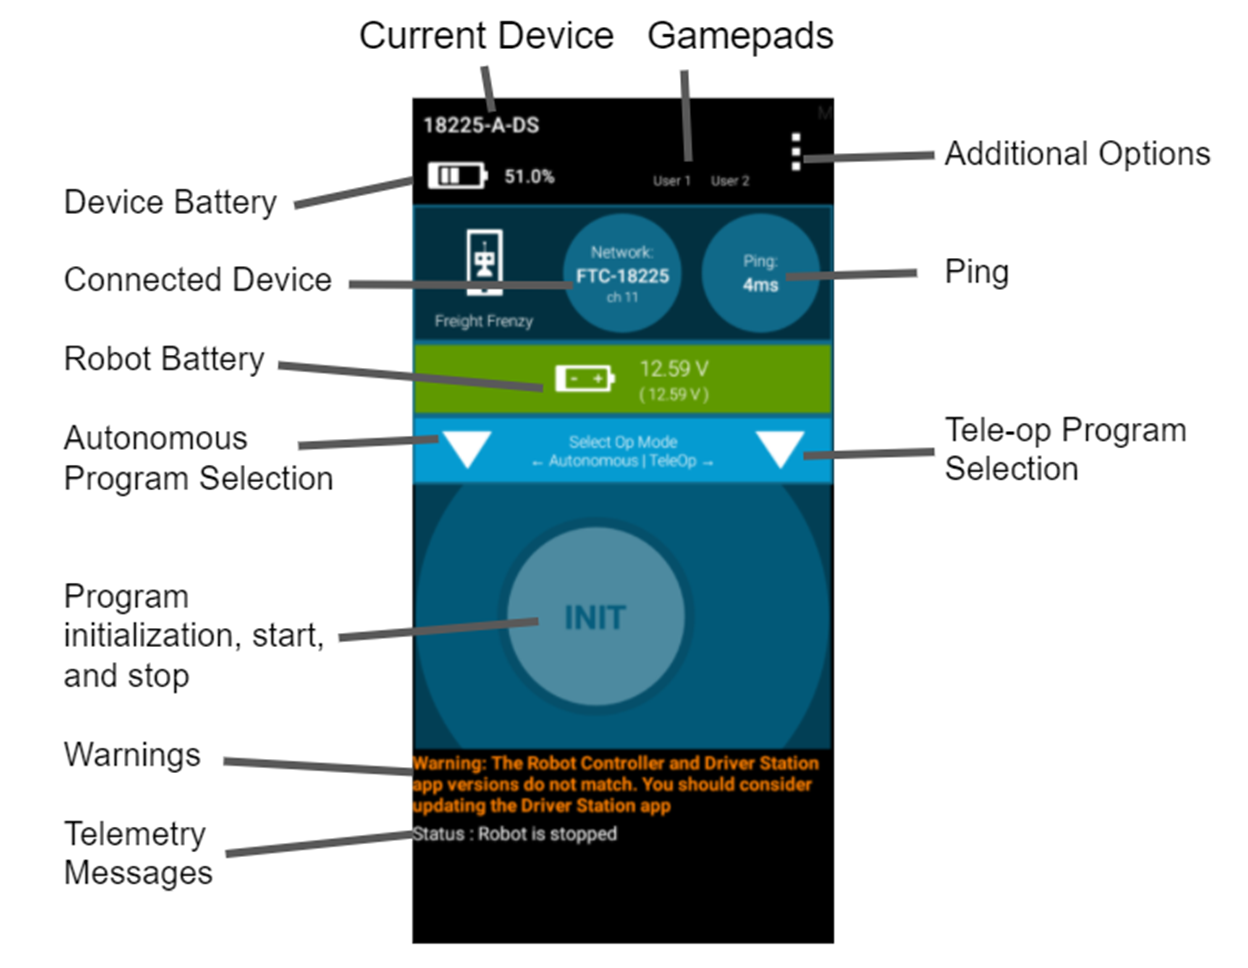 Current Device
Gamepads
18225-A-DS
M
51.0%
User 1
User 2
Additional Options
Device Battery
Connected Device
Network:
FTC-18225
ch 11
Ping:
4ms
Ping
Freight Frenzy
Robot Battery
12.59 V
( 12.59 V )
Autonomous
Program Selection
Select Op Mode
← Autonomous | TeleOp →
Tele-op Program
Selection
Program
initialization, start,
and stop
INIT
Warnings
Warning: The Robot Controller and Driver Station
app versions do not match. You should consider
updating the Driver Station app
Telemetry
Messages
Status : Robot is stopped